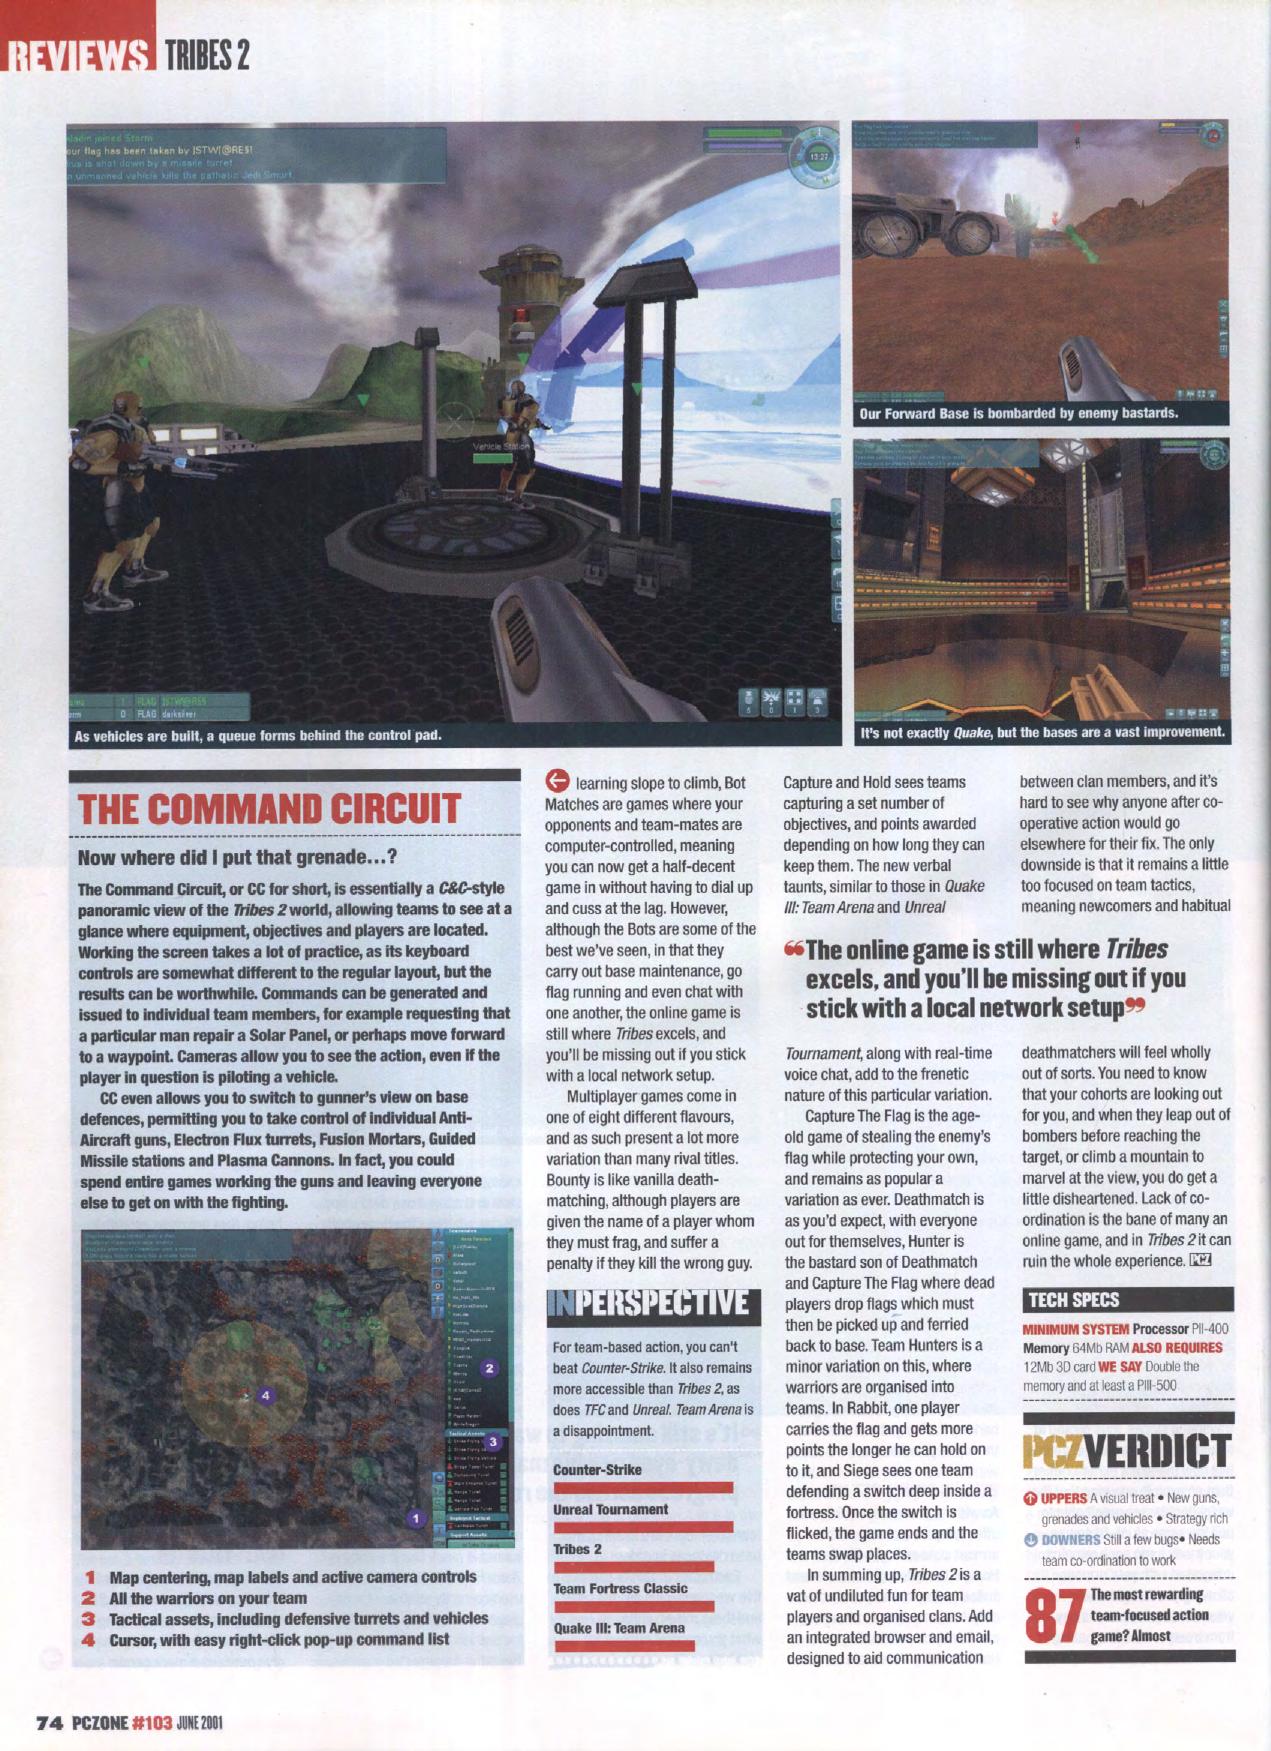 REVIEWS TRIBES 2
our flag has been taken by
is shot down by a missile turret
unmanned vehicle kills the pathetic Jedi Smurf.
13:27
Vehicle Station
1 FLAG
0 FLAG darksilver
As vehicles are built, a queue forms behind the control pad.
Our Forward Base is bombarded by enemy bastards.
It's not exactly Quake, but the bases are a vast improvement.
THE COMMAND CIRCUIT
Now where did I put that grenade...?
The Command Circuit, or CC for short, is essentially a C&C-style
panoramic view of the Tribes 2 world, allowing teams to see at a
glance where equipment, objectives and players are located.
Working the screen takes a lot of practice, as its keyboard
controls are somewhat different to the regular layout, but the
results can be worthwhile. Commands can be generated and
issued to individual team members, for example requesting that
a particular man repair a Solar Panel, or perhaps move forward
to a waypoint. Cameras allow you to see the action, even if the
player in question is piloting a vehicle.
CC even allows you to switch to gunner's view on base
defences, permitting you to take control of individual Anti-
Aircraft guns, Electron Flux turrets, Fusion Mortars, Guided
Missile stations and Plasma Cannons. In fact, you could
spend entire games working the guns and leaving everyone
else to get on with the fighting.
2
3
4
1
1 Map centering, map labels and active camera controls
2 All the warriors on your team
3 Tactical assets, including defensive turrets and vehicles
4 Cursor, with easy right-click pop-up command list
learning slope to climb, Bot
Matches are games where your
opponents and team-mates are
computer-controlled, meaning
you can now get a half-decent
game in without having to dial up
and cuss at the lag. However,
although the Bots are some of the
best we've seen, in that they
carry out base maintenance, go
flag running and even chat with
one another, the online game is
still where Tribes excels, and
you'll be missing out if you stick
with a local network setup.
Multiplayer games come in
one of eight different flavours,
and as such present a lot more
variation than many rival titles.
Bounty is like vanilla death-
matching, although players are
given the name of a player whom
they must frag, and suffer a
penalty if they kill the wrong guy.
INPERSPECTIVE
For team-based action, you can't
beat Counter-Strike. It also remains
more accessible than Tribes 2, as
does TFC and Unreal. Team Arena is
a disappointment.
Counter-Strike
Unreal Tournament
Tribes 2
Team Fortress Classic
Quake III: Team Arena
Capture and Hold sees teams
capturing a set number of
objectives, and points awarded
depending on how long they can
keep them. The new verbal
taunts, similar to those in Quake
III: Team Arena and Unreal
“The online game is still where Tribes
excels, and you'll be missing out if you
stick with a local network setup”
Tournament, along with real-time
voice chat, add to the frenetic
nature of this particular variation.
Capture The Flag is the age-
old game of stealing the enemy's
flag while protecting your own,
and remains as popular a
variation as ever. Deathmatch is
as you'd expect, with everyone
out for themselves, Hunter is
the bastard son of Deathmatch
and Capture The Flag where dead
players drop flags which must
then be picked up and ferried
back to base. Team Hunters is a
minor variation on this, where
warriors are organised into
teams. In Rabbit, one player
carries the flag and gets more
points the longer he can hold on
to it, and Siege sees one team
defending a switch deep inside a
fortress. Once the switch is
flicked, the game ends and the
teams swap places.
In summing up, Tribes 2 is a
vat of undiluted fun for team
players and organised clans. Add
an integrated browser and email,
designed to aid communication
between clan members, and it's
hard to see why anyone after co-
operative action would go
elsewhere for their fix. The only
downside is that it remains a little
too focused on team tactics,
meaning newcomers and habitual
deathmatchers will feel wholly
out of sorts. You need to know
that your cohorts are looking out
for you, and when they leap out of
bombers before reaching the
target, or climb a mountain to
marvel at the view, you do get a
little disheartened. Lack of co-
ordination is the bane of many an
online game, and in Tribes 2 it can
ruin the whole experience. PCZ
TECH SPECS
MINIMUM SYSTEM Processor PII-400
Memory 64Mb RAM ALSO REQUIRES
12Mb 3D card WE SAY Double the
memory and at least a PIII-500
PCZVERDICT
UPPERS A visual treat • New guns,
grenades and vehicles • Strategy rich
DOWNERS Still a few bugs• Needs
team co-ordination to work
87 The most rewarding
team-focused action
game? Almost
74 PCZONE #103 JUNE 2001